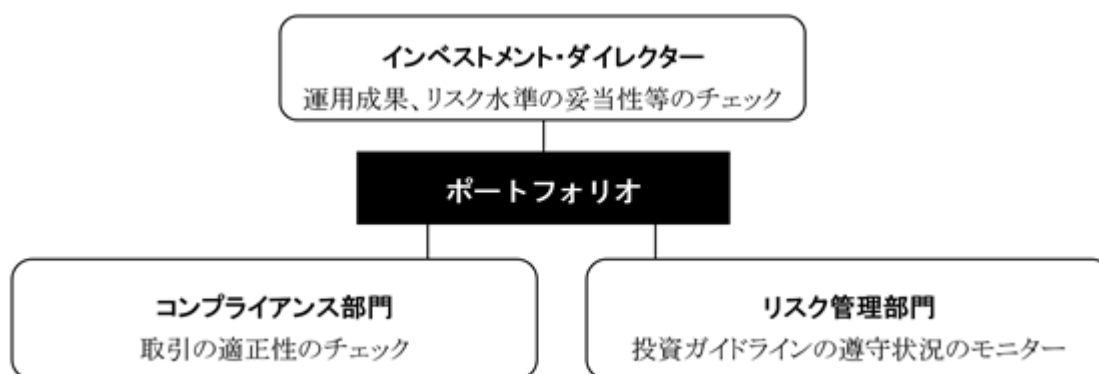 インベストメント・ダイレクター
運用成果、リスク水準の妥当性等のチェック
ポートフォリオ
コンプライアンス部門
取引の適正性のチェック
リスク管理部門
投資ガイドラインの遵守状況のモニター